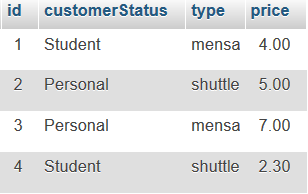 id customerStatus type price
1 Student mensa 4.00
2 Personal shuttle 5.00
3 Personal mensa 7.00
4 Student shuttle 2.30